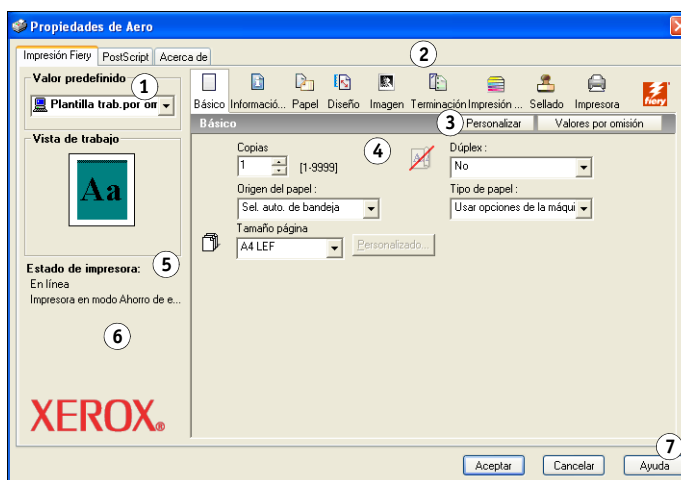 Propiedades de Aero
Impresión Fiery
PostScript
Acerca de
Valor predefinido
1
Plantilla trab.por om
2
Básico
Informació...
Papel
Diseño
Imagen
Terminación
Impresión ...
Sellado
Impresora
fiery
Básico
3
Personalizar
Valores por omisión
Vista de trabajo
Aa
Copias
1
[1-9999]
4
Dúplex :
No
Origen del papel :
Sel. auto. de bandeja
Tipo de papel :
Usar opciones de la máqui
Tamaño página
A4 LEF
Personalizado...
5
Estado de impresora:
En línea
Impresora en modo Ahorro de e...
6
XEROX®
7
Aceptar
Cancelar
Ayuda